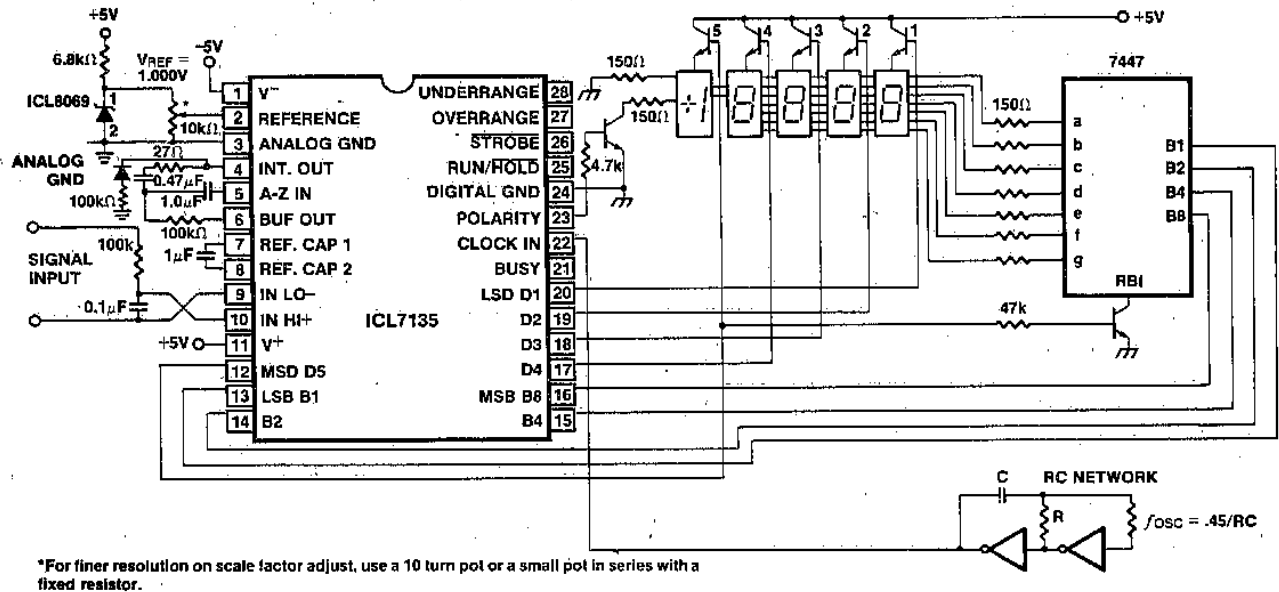 +5V
6.8kΩ
VREF =
1.000V
-5V
ICL8069
1
2
*
10kΩ
ANALOG
GND
27Ω
0.47µF
1.0µF
100kΩ
100kΩ
SIGNAL
INPUT
100k
1µF
0.1µF
+5V
1 V−
2 REFERENCE
3 ANALOG GND
4 INT. OUT
5 A-Z IN
6 BUF OUT
7 REF. CAP 1
8 REF. CAP 2
9 IN LO−
10 IN HI+
11 V+
12 MSD D5
13 LSB B1
14 B2
ICL7135
UNDERRANGE 28
OVERRANGE 27
STROBE 26
RUN/HOLD 25
DIGITAL GND 24
POLARITY 23
CLOCK IN 22
BUSY 21
LSD D1 20
D2 19
D3 18
D4 17
MSB B8 16
B4 15
150Ω
150Ω
4.7k
5 4 3 2 1
+5V
+1 8 8 8 8
7447
150Ω
a
b
c
d
e
f
g
B1
B2
B4
B8
RBI
47k
C
RC NETWORK
R
fOSC = .45/RC
*For finer resolution on scale factor adjust, use a 10 turn pot or a small pot in series with a
fixed resistor.